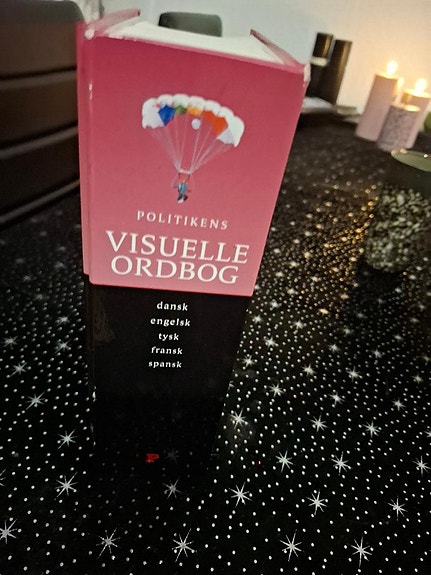 POLITIKENS
VISUELLE
ORDBOG
dansk
engelsk
tysk
fransk
spansk
P